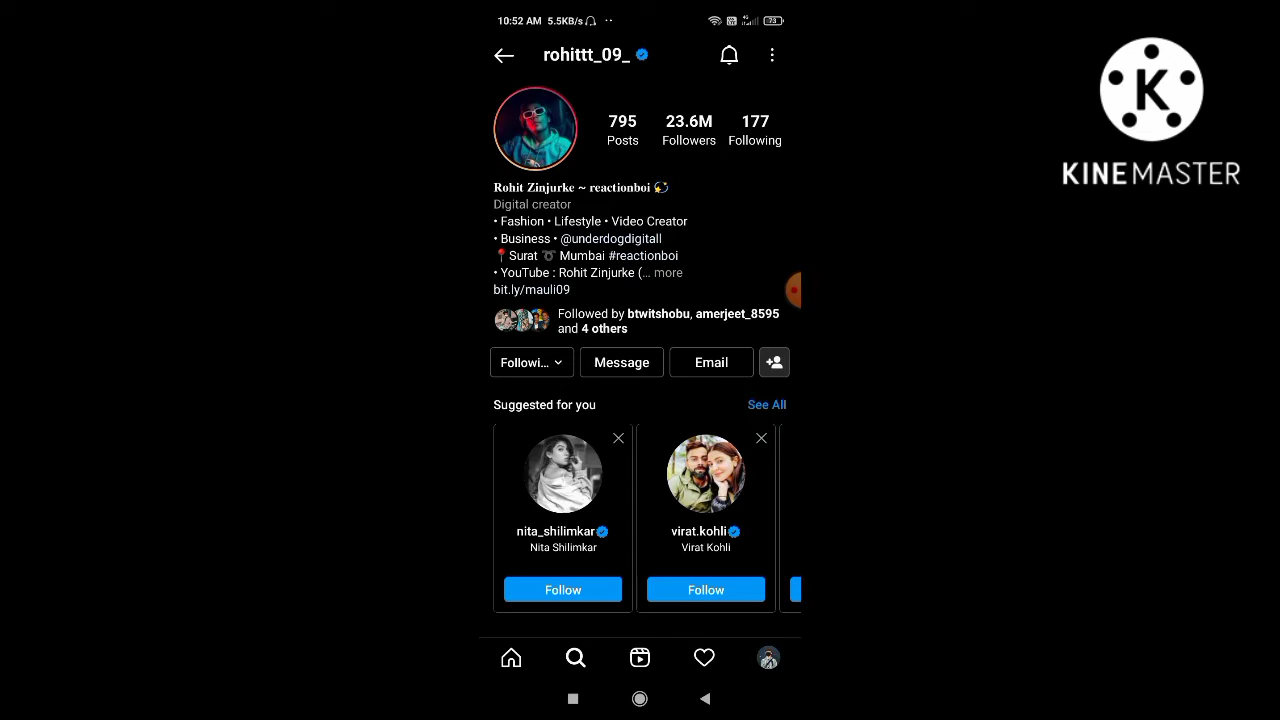 10:52 AM 5.5KB/s
4G
73
rohittt_09_
795 23.6M 177
Posts Followers Following
𝐑𝐨𝐡𝐢𝐭 𝐙𝐢𝐧𝐣𝐮𝐫𝐤𝐞 ~ 𝐫𝐞𝐚𝐜𝐭𝐢𝐨𝐧𝐛𝐨𝐢 💫
Digital creator
• Fashion • Lifestyle • Video Creator
• Business • @underdogdigitall
📍Surat ➰ Mumbai #reactionboi
• YouTube : Rohit Zinjurke (… more
bit.ly/mauli09
Followed by btwitshobu, amerjeet_8595
and 4 others
Followi... Message Email
Suggested for you See All
nita_shilimkar virat.kohli
Nita Shilimkar Virat Kohli
Follow Follow
K
KINEMASTER